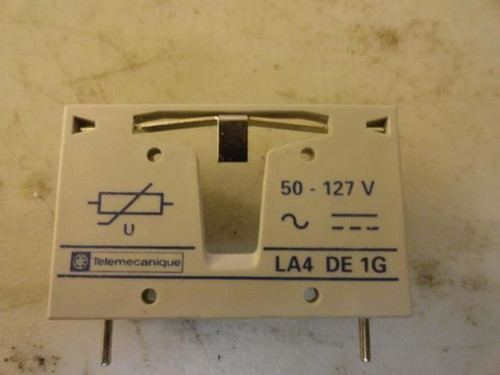 50 - 127 V
U
Telemecanique
LA4 DE 1G